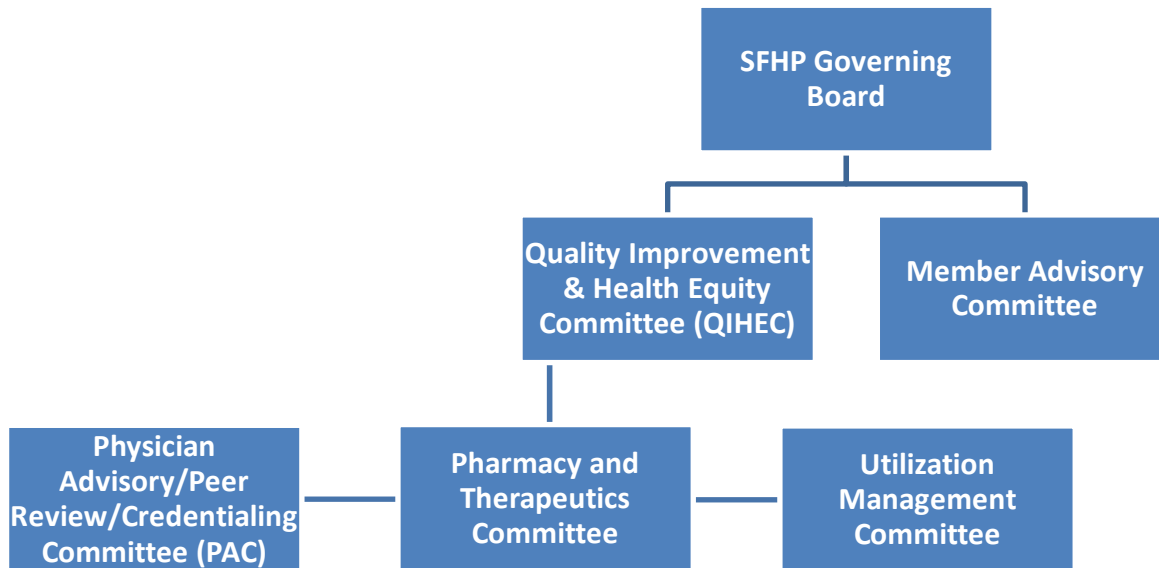 SFHP Governing
Board
Quality Improvement
& Health Equity
Committee (QIHEC)
Member Advisory
Committee
Physician
Advisory/Peer
Review/Credentialing
Committee (PAC)
Pharmacy and
Therapeutics
Committee
Utilization
Management
Committee